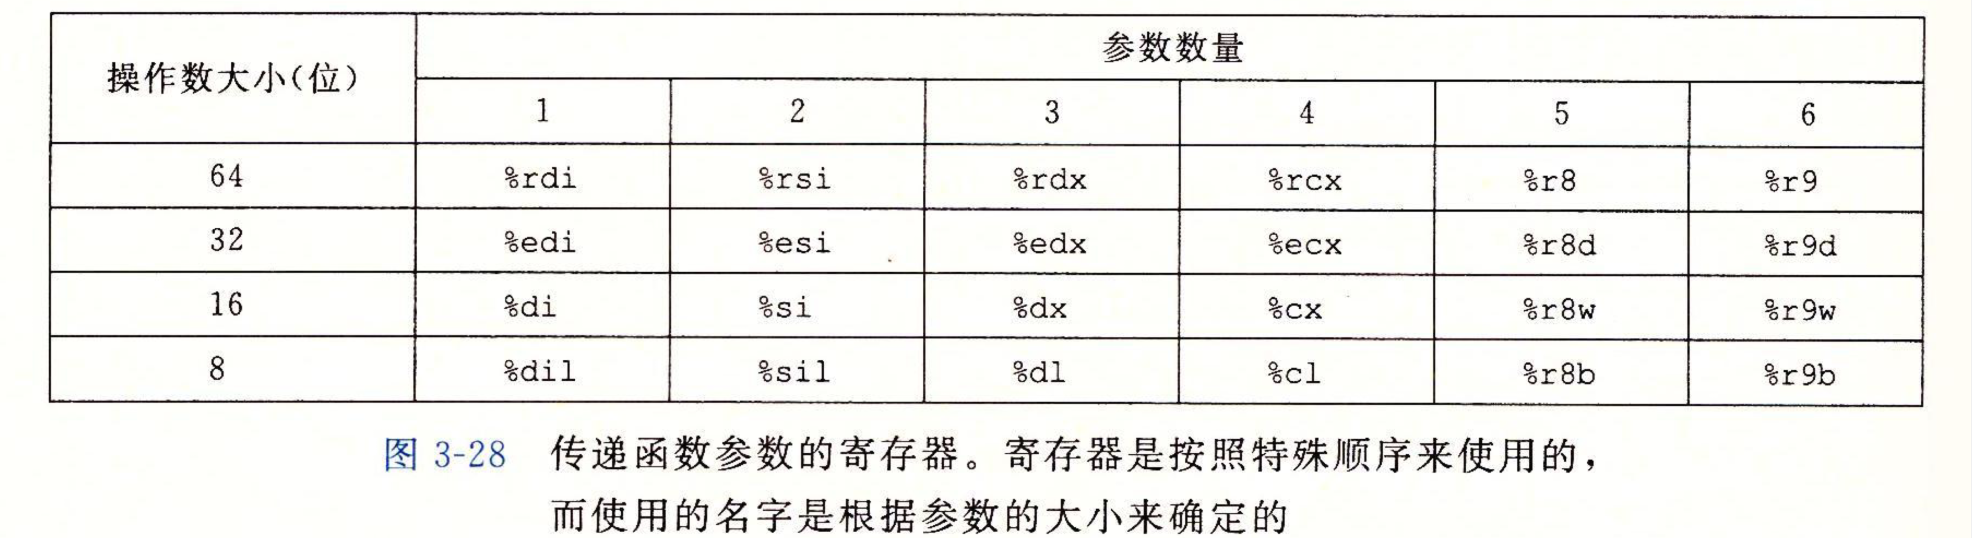 操作数大小(位) 参数数量
1 2 3 4 5 6
64 %rdi %rsi %rdx %rcx %r8 %r9
32 %edi %esi %edx %ecx %r8d %r9d
16 %di %si %dx %cx %r8w %r9w
8 %dil %sil %dl %cl %r8b %r9b
图 3-28 传递函数参数的寄存器。寄存器是按照特殊顺序来使用的，
而使用的名字是根据参数的大小来确定的